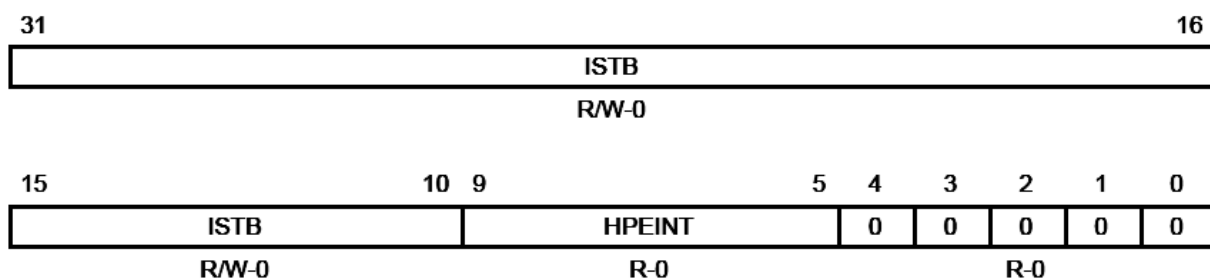 31 16
ISTB
R/W-0
15 10 9 5 4 3 2 1 0
ISTB HPEINT 0 0 0 0 0
R/W-0 R-0 R-0